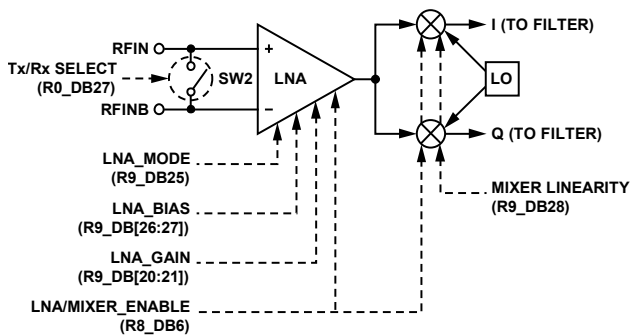 RFIN
I (TO FILTER)
+
Tx/Rx SELECT
(R0_DB27)
SW2
LNA
LO
RFINB
–
Q (TO FILTER)
LNA_MODE
(R9_DB25)
MIXER LINEARITY
(R9_DB28)
LNA_BIAS
(R9_DB[26:27])
LNA_GAIN
(R9_DB[20:21])
LNA/MIXER_ENABLE
(R8_DB6)